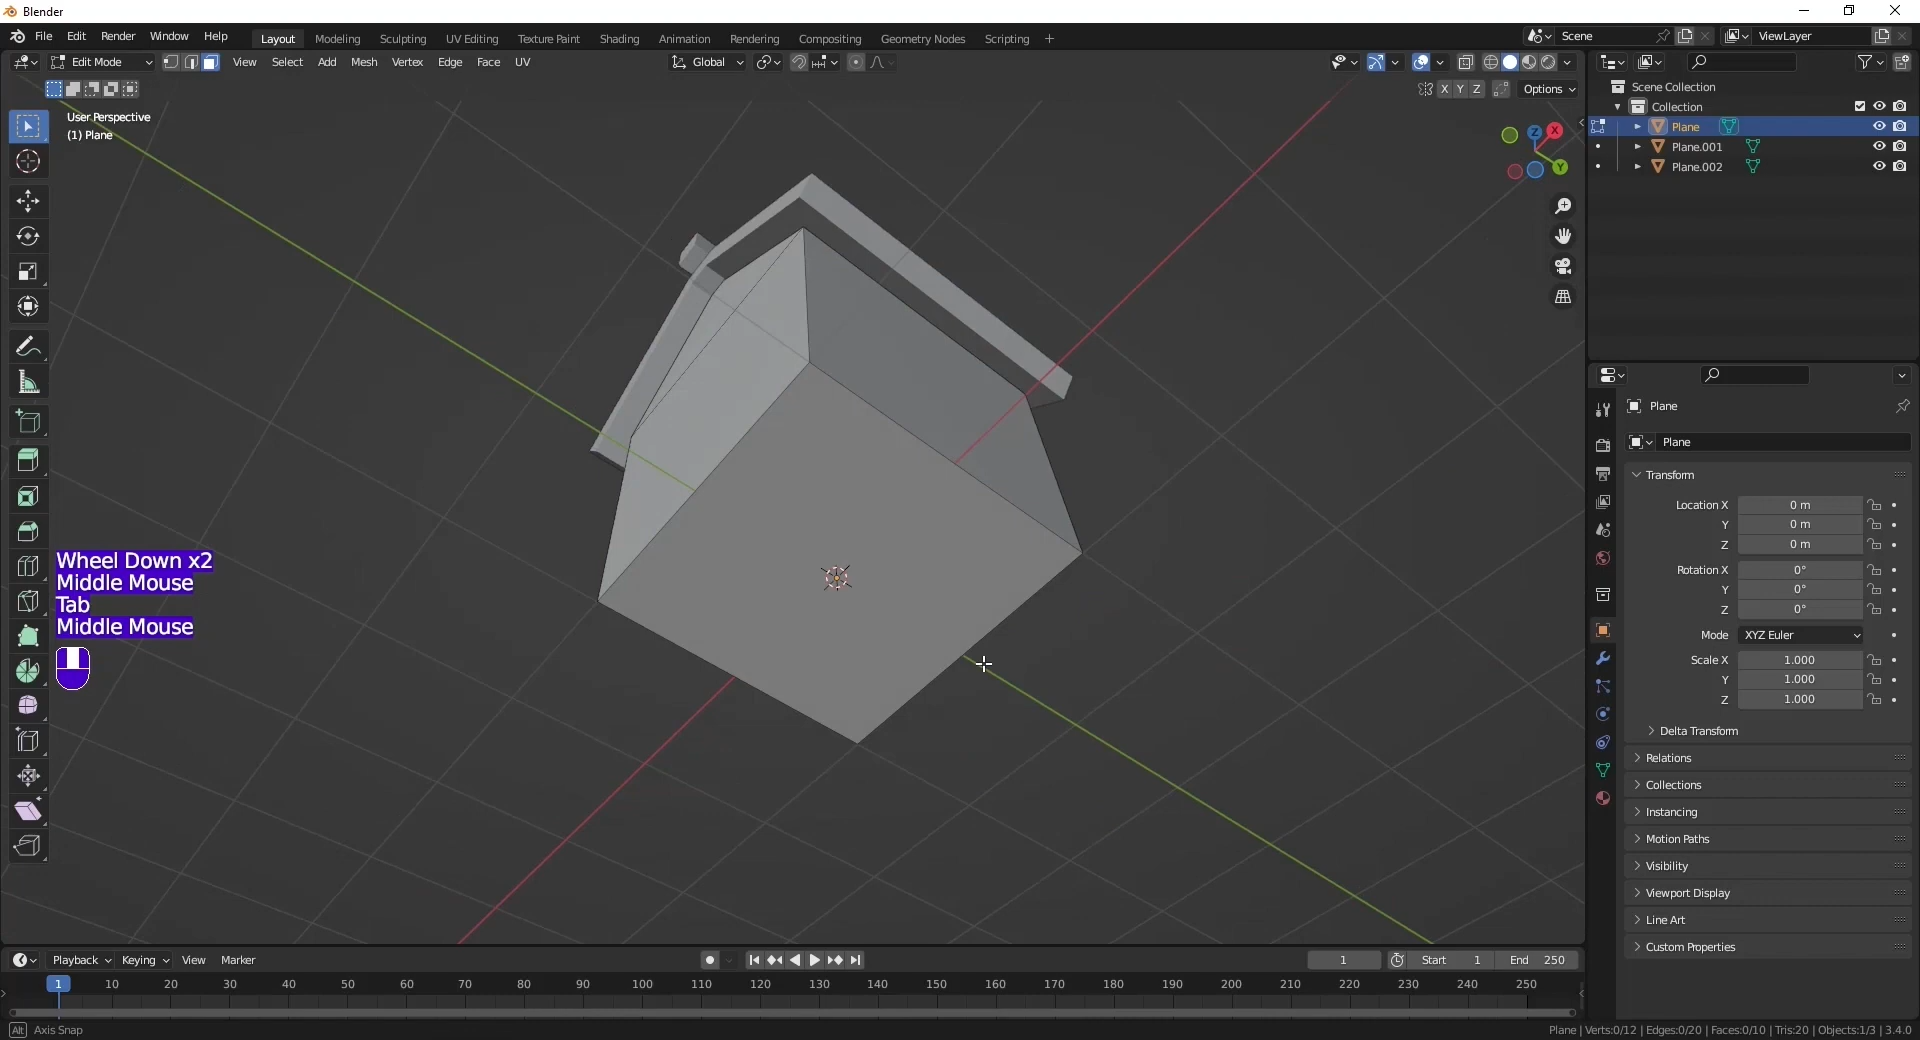 Blender
File Edit Render Window Help
Layout Modeling Sculpting UV Editing Texture Paint Shading Animation Rendering Compositing Geometry Nodes Scripting +
Scene
ViewLayer
Edit Mode
View Select Add Mesh Vertex Edge Face UV
Global
X Y Z
Options
User Perspective
(1) Plane
Z X Y
Scene Collection
Collection
Plane
Plane.001
Plane.002
Wheel Down x2
Middle Mouse
Tab
Middle Mouse
Plane
Plane
Transform
Location X 0 m
Y 0 m
Z 0 m
Rotation X 0°
Y 0°
Z 0°
Mode XYZ Euler
Scale X 1.000
Y 1.000
Z 1.000
Delta Transform
Relations
Collections
Instancing
Motion Paths
Visibility
Viewport Display
Line Art
Custom Properties
Playback Keying View Marker
1
Start 1
End 250
1 10 20 30 40 50 60 70 80 90 100 110 120 130 140 150 160 170 180 190 200 210 220 230 240 250
Alt Axis Snap
Plane | Verts:0/12 | Edges:0/20 | Faces:0/10 | Tris:20 | Objects:1/3 | 3.4.0